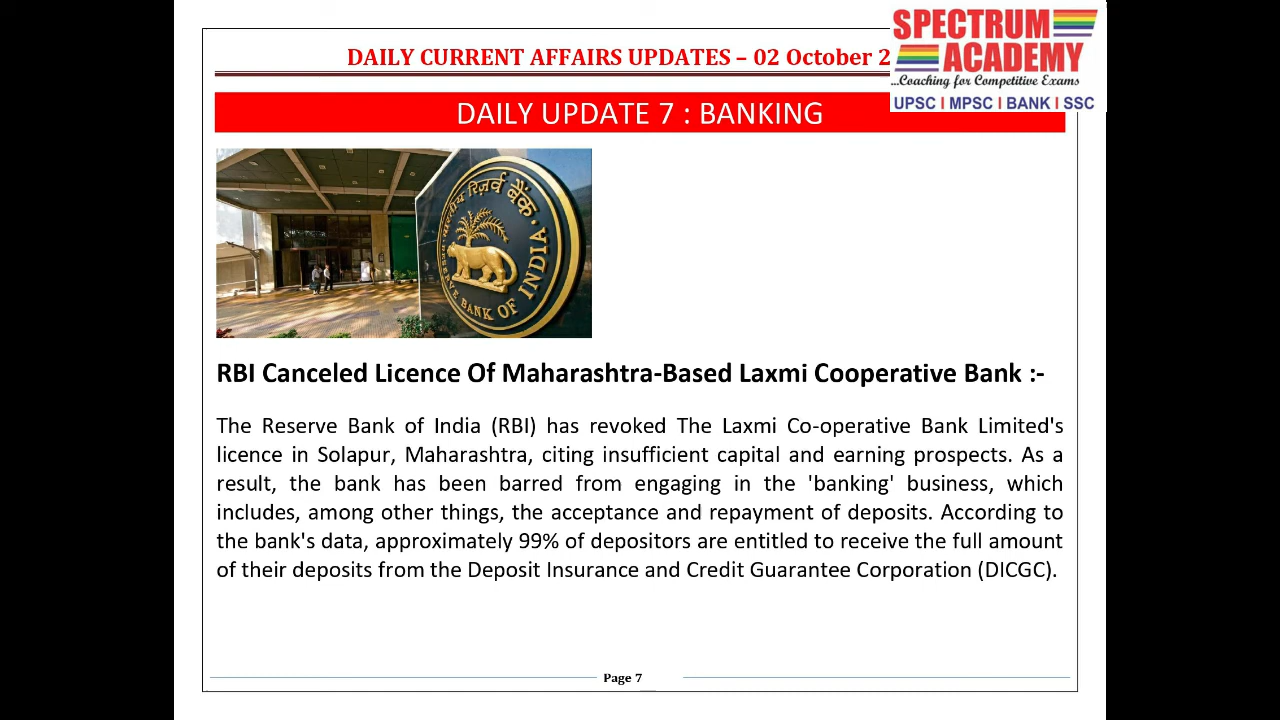 SPECTRUM
ACADEMY
...Coaching for Competitive Exams
UPSC I MPSC I BANK I SSC
DAILY CURRENT AFFAIRS UPDATES – 02 October 2
DAILY UPDATE 7 : BANKING
भारतीय रिज़र्व बैंक
RESERVE BANK OF INDIA
RBI Canceled Licence Of Maharashtra-Based Laxmi Cooperative Bank :-
The Reserve Bank of India (RBI) has revoked The Laxmi Co-operative Bank Limited's
licence in Solapur, Maharashtra, citing insufficient capital and earning prospects. As a
result, the bank has been barred from engaging in the 'banking' business, which
includes, among other things, the acceptance and repayment of deposits. According to
the bank's data, approximately 99% of depositors are entitled to receive the full amount
of their deposits from the Deposit Insurance and Credit Guarantee Corporation (DICGC).
Page 7